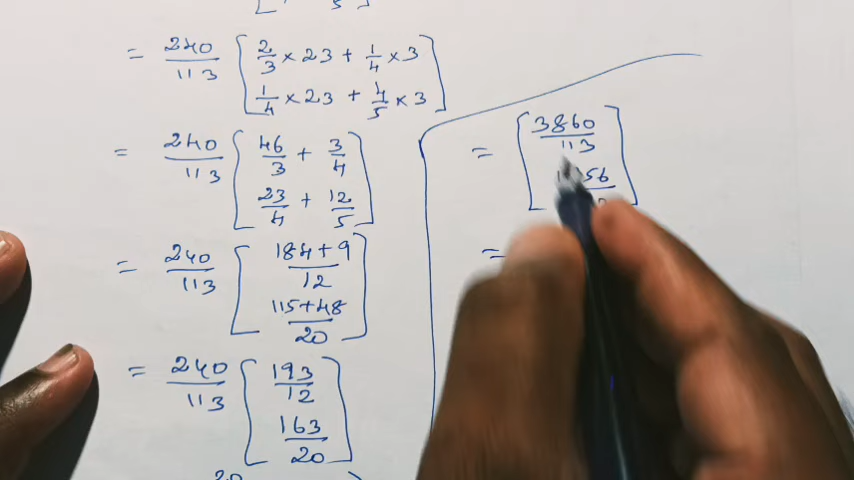 5
= 240/113 [ 2/3 × 23 + 1/4 × 3
1/4 × 23 + 4/5 × 3 ]
= 240/113 [ 46/3 + 3/4
23/4 + 12/5 ]
= 240/113 [ 184+9/12
115+48/20 ]
= 240/113 [ 193/12
163/20 ]
20
= [ 3860/113
56 ]
=